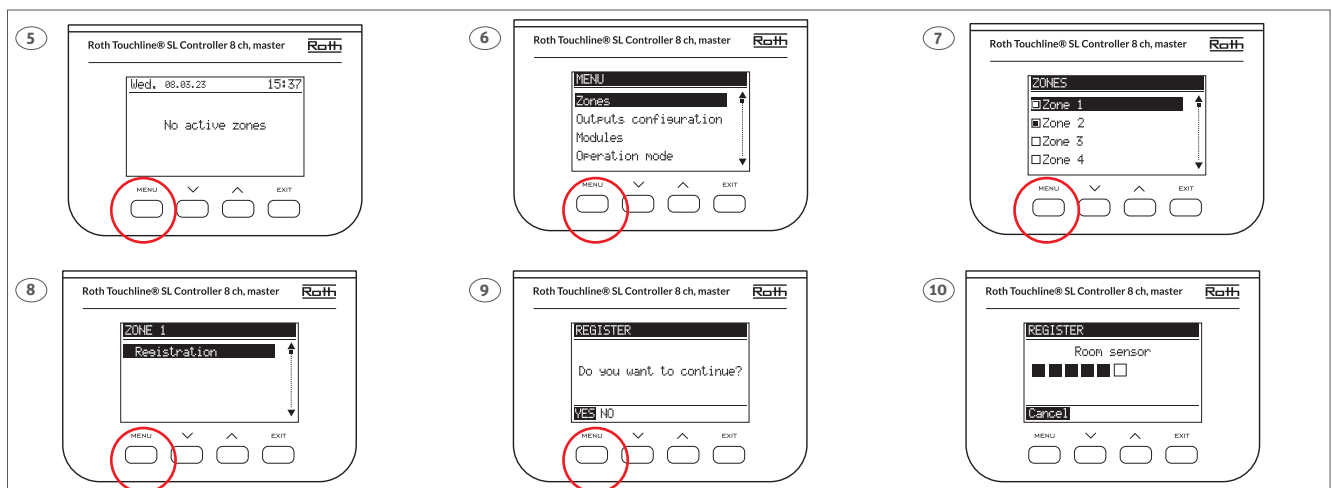 5
Roth Touchline® SL Controller 8 ch, master Roth
Wed. 08.03.23 15:37
No active zones
MENU EXIT
6
Roth Touchline® SL Controller 8 ch, master Roth
MENU
Zones
Outputs configuration
Modules
Operation mode
MENU EXIT
7
Roth Touchline® SL Controller 8 ch, master Roth
ZONES
Zone 1
Zone 2
Zone 3
Zone 4
MENU EXIT
8
Roth Touchline® SL Controller 8 ch, master Roth
ZONE 1
Registration
MENU EXIT
9
Roth Touchline® SL Controller 8 ch, master Roth
REGISTER
Do you want to continue?
YES NO
MENU EXIT
10
Roth Touchline® SL Controller 8 ch, master Roth
REGISTER
Room sensor
Cancel
MENU EXIT